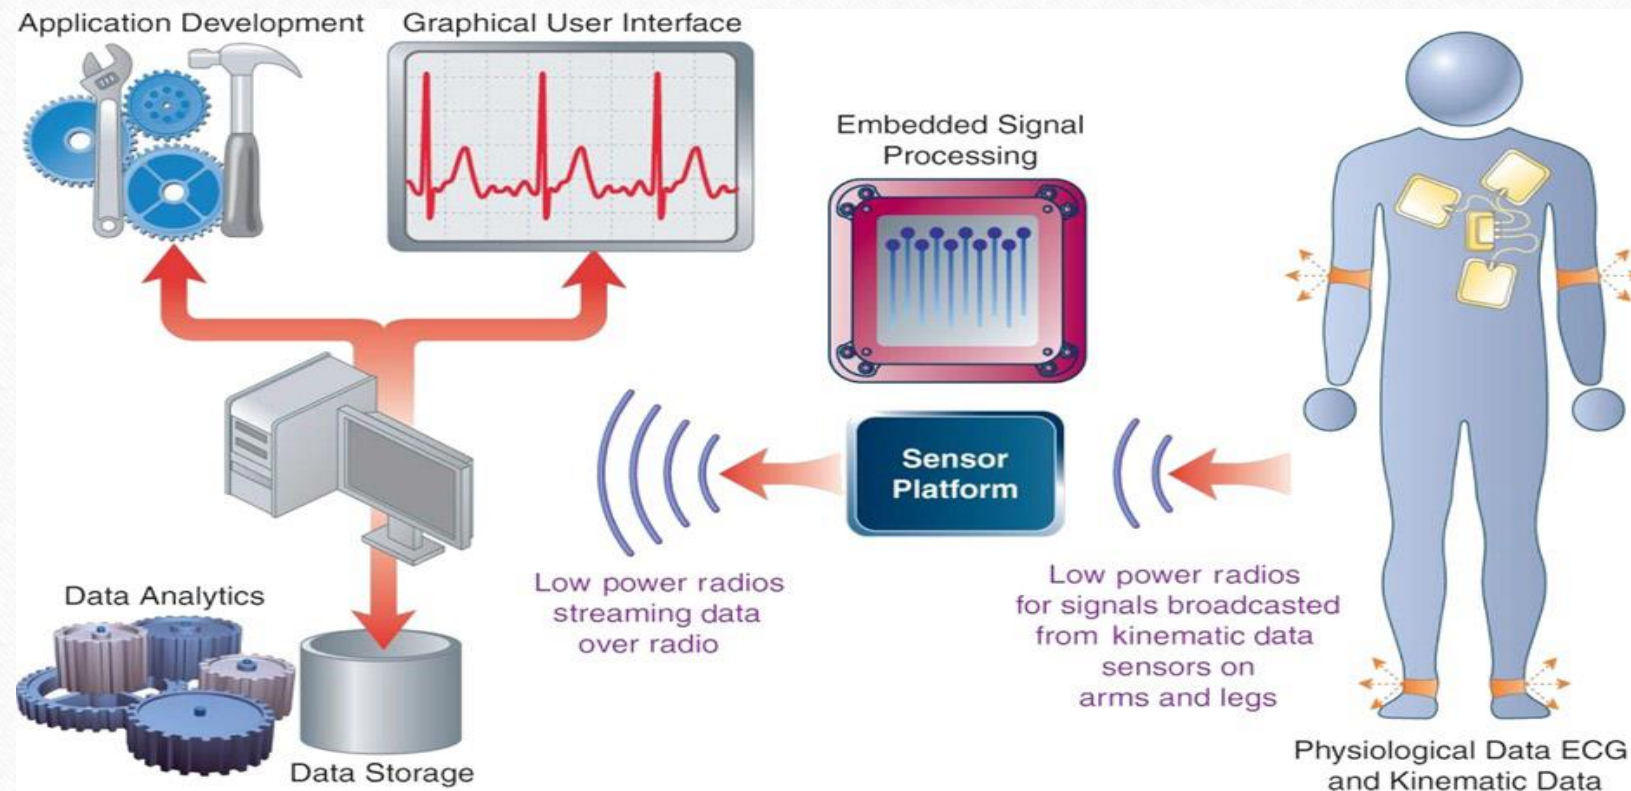 Application Development
Graphical User Interface
Embedded Signal
Processing
Sensor
Platform
Low power radios
streaming data
over radio
Low power radios
for signals broadcasted
from kinematic data
sensors on
arms and legs
Data Analytics
Data Storage
Physiological Data ECG
and Kinematic Data